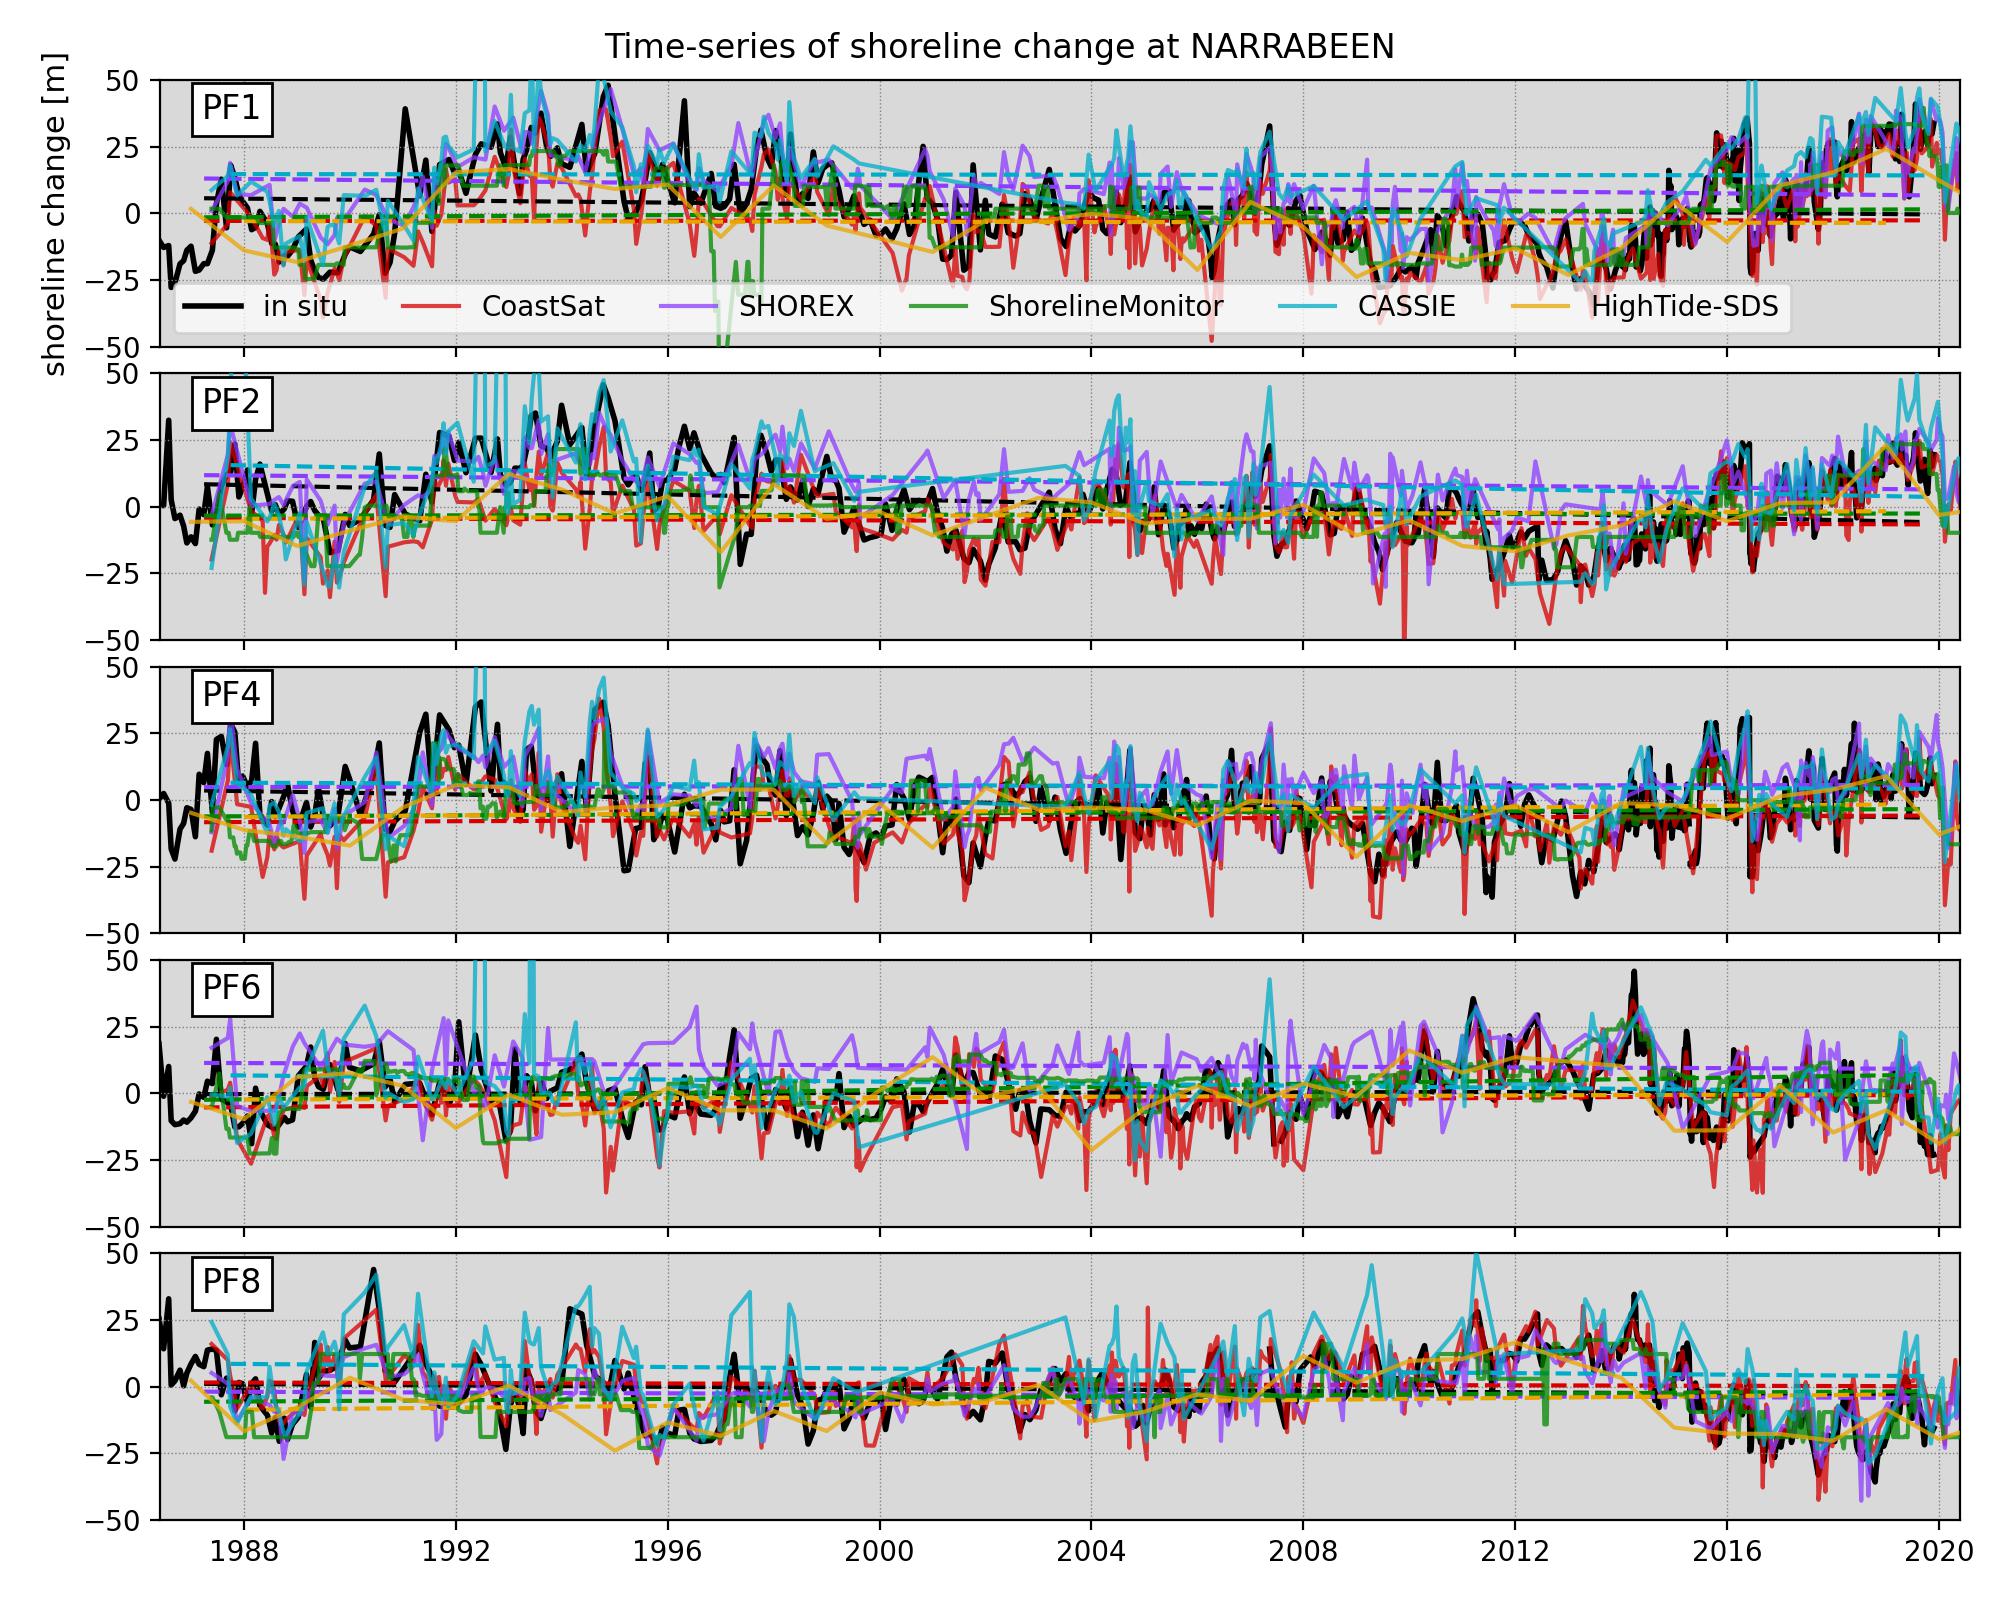 Time-series of shoreline change at NARRABEEN
shoreline change [m]
50
25
0
−25
−50
PF1
in situ CoastSat SHOREX ShorelineMonitor CASSIE HighTide-SDS
50
25
0
−25
−50
PF2
50
25
0
−25
−50
PF4
50
25
0
−25
−50
PF6
50
25
0
−25
−50
PF8
1988 1992 1996 2000 2004 2008 2012 2016 2020